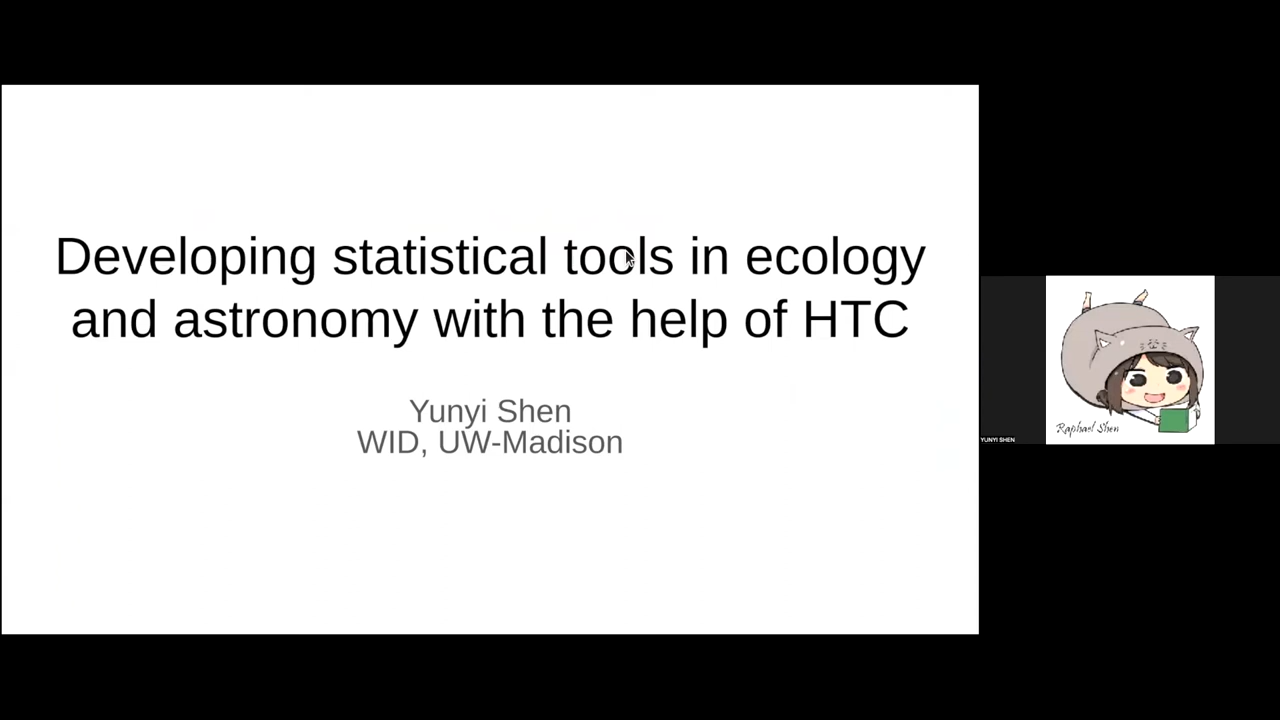 Developing statistical tools in ecology
and astronomy with the help of HTC
Yunyi Shen
WID, UW-Madison
YUNYI SHEN
Raphael Shen